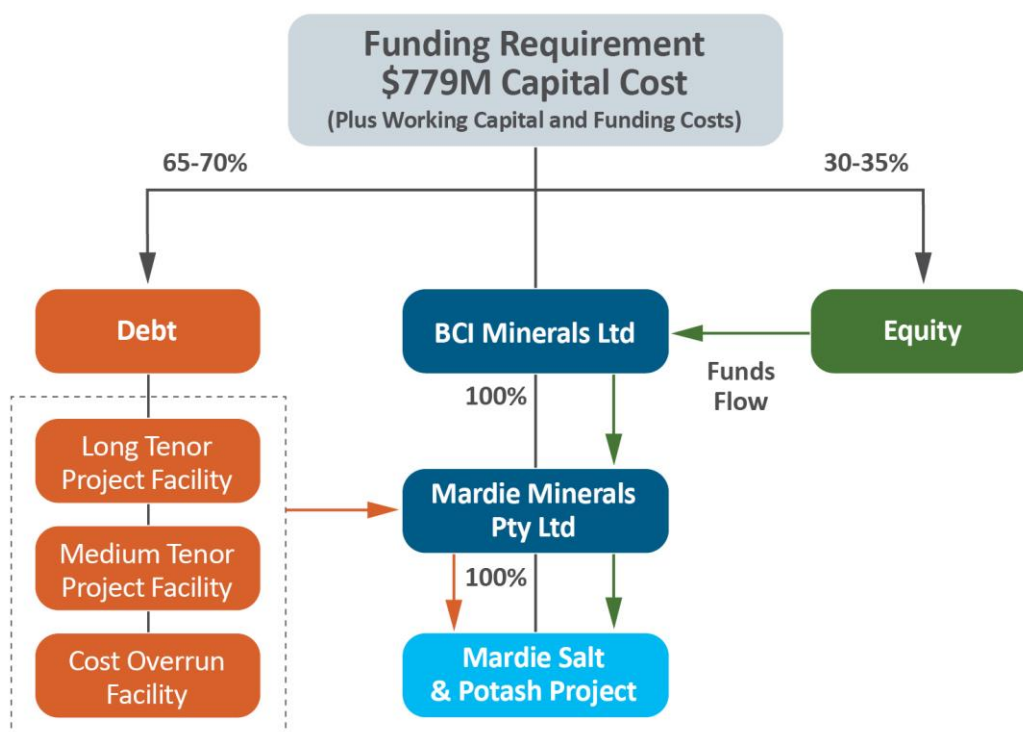 Funding Requirement
$779M Capital Cost
(Plus Working Capital and Funding Costs)
65-70%
30-35%
Debt
BCI Minerals Ltd
Equity
Funds
Flow
100%
Long Tenor
Project Facility
Mardie Minerals
Pty Ltd
Medium Tenor
Project Facility
100%
Cost Overrun
Facility
Mardie Salt
& Potash Project